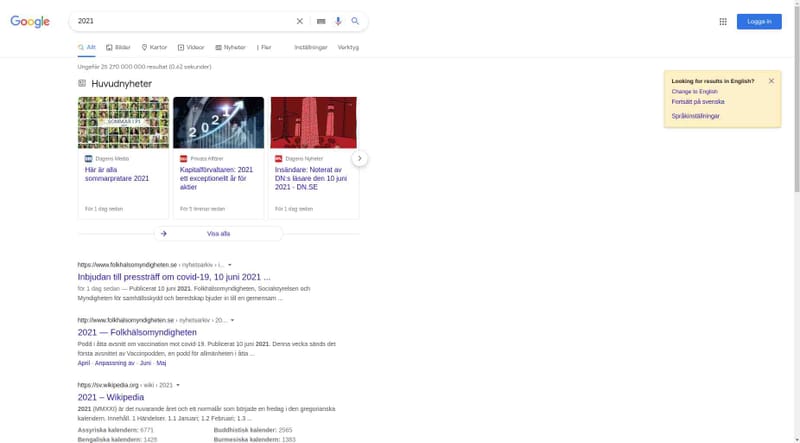 Google
2021
Logga in
Allt
Bilder
Kartor
Videor
Nyheter
Fler
Inställningar
Verktyg
Ungefär 25 270 000 000 resultat (0,62 sekunder)
Looking for results in English?
Change to English
Fortsätt på svenska
Språkinställningar
Huvudnyheter
SOMMAR I P1
2021
Dagens Media
Här är alla
sommarpratare 2021
För 1 dag sedan
Privata Affärer
Kapitalförvaltaren: 2021
ett exceptionellt år för
aktier
För 5 timmar sedan
Dagens Nyheter
Insändare: Noterat av
DN:s läsare den 10 juni
2021 - DN.SE
För 1 dag sedan
Visa alla
https://www.folkhalsomyndigheten.se › nyhetsarkiv › i...
Inbjudan till pressträff om covid-19, 10 juni 2021 ...
för 1 dag sedan — Publicerat 10 juni 2021. Folkhälsomyndigheten, Socialstyrelsen och
Myndigheten för samhällsskydd och beredskap bjuder in till en gemensam ...
http://www.folkhalsomyndigheten.se › nyhetsarkiv › 20...
2021 — Folkhälsomyndigheten
Podd i åtta avsnitt om vaccination mot covid-19. Publicerat 10 juni 2021. Denna vecka sänds det
första avsnittet av Vaccinpodden, en podd för allmänheten i åtta ...
April · Anpassning av · Juni · Maj
https://sv.wikipedia.org › wiki › 2021
2021 – Wikipedia
2021 (MMXXI) är det nuvarande året och ett normalår som började en fredag i den gregorianska
kalendern. Innehåll. 1 Händelser. 1.1 Januari; 1.2 Februari; 1.3 ...
Assyriska kalendern: 6771
Buddhistisk kalender: 2565
Bengaliska kalendern: 1428
Burmesiska kalendern: 1383